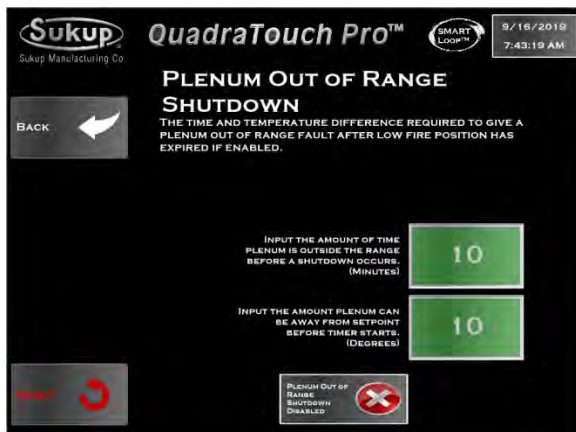 Sukup
Sukup Manufacturing Co
QuadraTouch Pro™
SMART
LOOP™
9/16/2019
7:43:19 AM
PLENUM OUT OF RANGE
SHUTDOWN
THE TIME AND TEMPERATURE DIFFERENCE REQUIRED TO GIVE A
PLENUM OUT OF RANGE FAULT AFTER LOW FIRE POSITION HAS
EXPIRED IF ENABLED.
BACK
INPUT THE AMOUNT OF TIME
PLENUM IS OUTSIDE THE RANGE
BEFORE A SHUTDOWN OCCURS.
(MINUTES)
10
INPUT THE AMOUNT PLENUM CAN
BE AWAY FROM SETPOINT
BEFORE TIMER STARTS.
(DEGREES)
10
RESET
PLENUM OUT OF
RANGE
SHUTDOWN
DISABLED